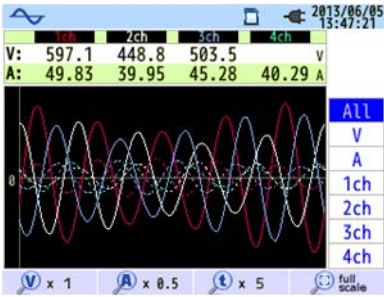 2013/06/05
13:47:21
1ch 2ch 3ch 4ch
V: 597.1 448.8 503.5 V
A: 49.83 39.95 45.28 40.29 A
0
All
V
A
1ch
2ch
3ch
4ch
V x 1 A x 0.5 t x 5 full scale